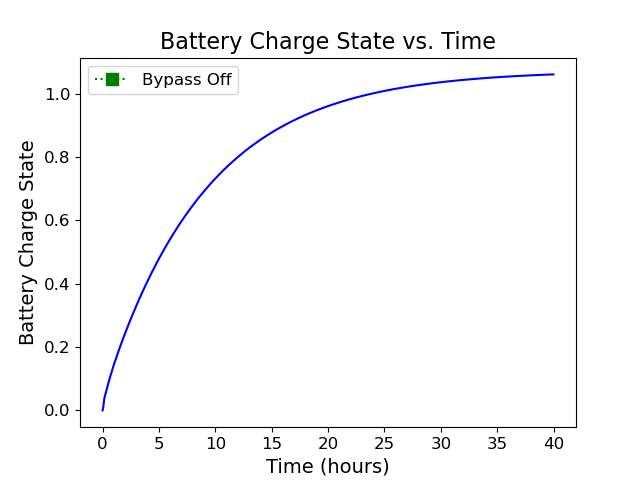 Battery Charge State vs. Time
Bypass Off
Battery Charge State
1.0
0.8
0.6
0.4
0.2
0.0
0 5 10 15 20 25 30 35 40
Time (hours)